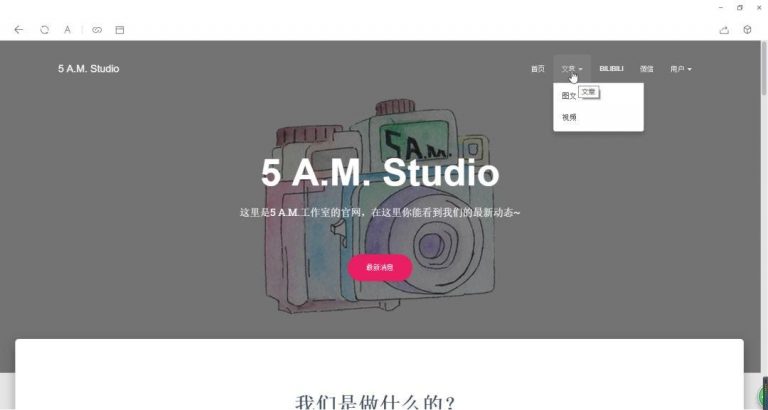 5 A.M. Studio
首页 文章 BILIBILI 微信 用户
图文 文章
视频
5 A.M.
5 A.M. Studio
这里是5 A.M.工作室的官网，在这里你能看到我们的最新动态~
最新消息
我们是做什么的？